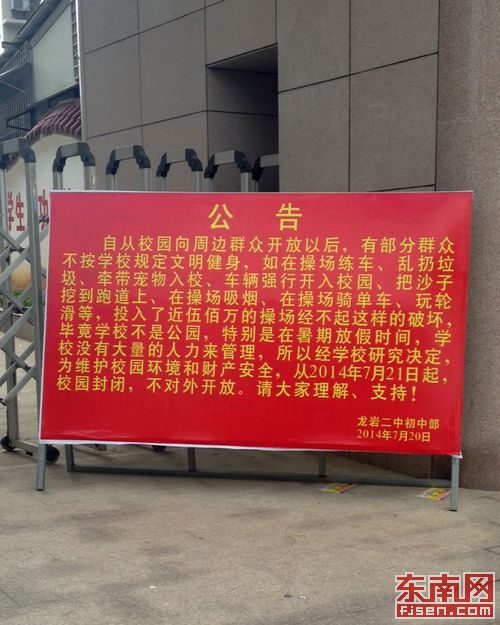 公 告
自从校园向周边群众开放以后，有部分群众
不按学校规定文明健身，如在操场练车、乱扔垃
圾、牵带宠物入校、车辆强行开入校园、把沙子
挖到跑道上、在操场吸烟、在操场骑单车、玩轮
滑等，投入了近伍佰万的操场经不起这样的破坏，
毕竟学校不是公园，特别是在暑期放假时间，学
校没有大量的人力来管理，所以经学校研究决定，
为维护校园环境和财产安全，从2014年7月21日起，
校园封闭，不对外开放。请大家理解、支持！
龙岩二中初中部
2014年7月20日
学生
东南网
fjsen.com